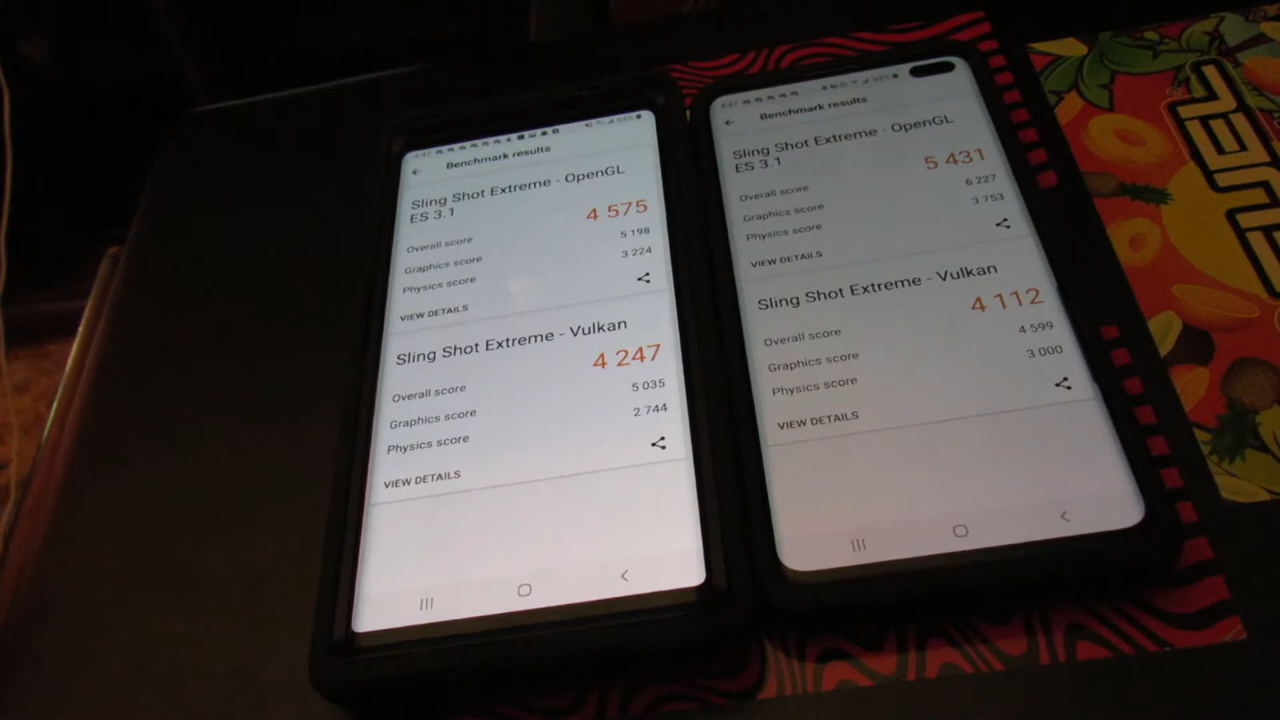 Benchmark results
Sling Shot Extreme - OpenGL
ES 3.1
4 575
Overall score
5 198
Graphics score
3 224
Physics score
VIEW DETAILS
Sling Shot Extreme - Vulkan
4 247
Overall score
5 035
Graphics score
2 744
Physics score
VIEW DETAILS
Benchmark results
Sling Shot Extreme - OpenGL
ES 3.1
5 431
Overall score
6 227
Graphics score
3 753
Physics score
VIEW DETAILS
Sling Shot Extreme - Vulkan
4 112
Overall score
4 599
Graphics score
3 000
Physics score
VIEW DETAILS